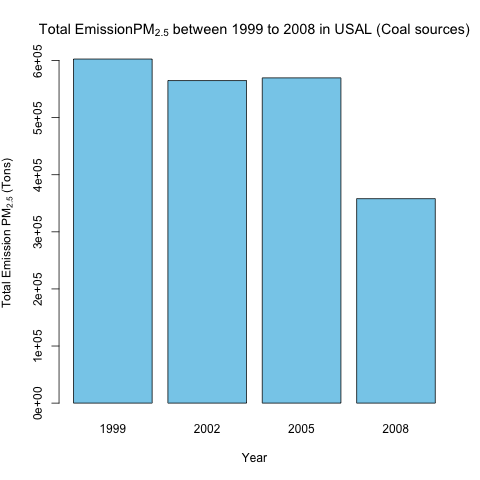 Total EmissionPM2.5 between 1999 to 2008 in USAL (Coal sources)
Total Emission PM2.5 (Tons)
6e+05
5e+05
4e+05
3e+05
2e+05
1e+05
0e+00
1999 2002 2005 2008
Year